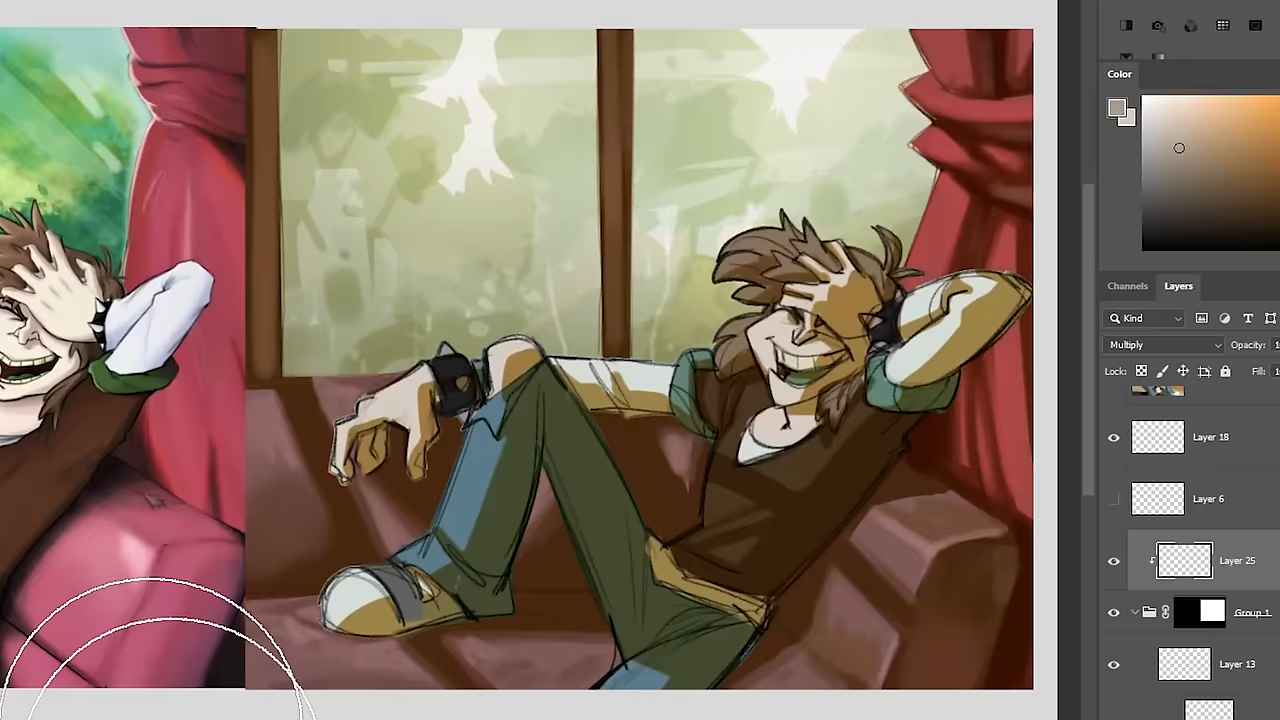 Color
Channels Layers
Kind
Multiply Opacity: 1
Lock: Fill: 1
Layer 18
Layer 6
Layer 25
Group 1
Layer 13